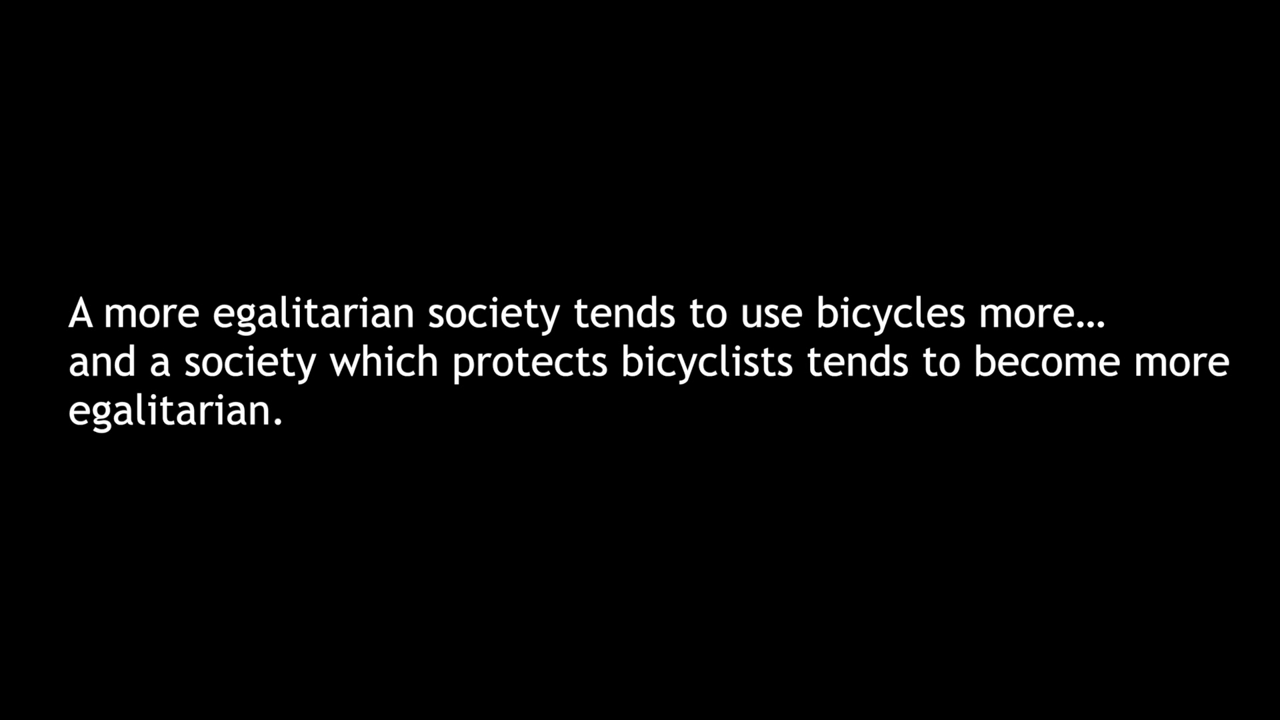 A more egalitarian society tends to use bicycles more…
and a society which protects bicyclists tends to become more
egalitarian.